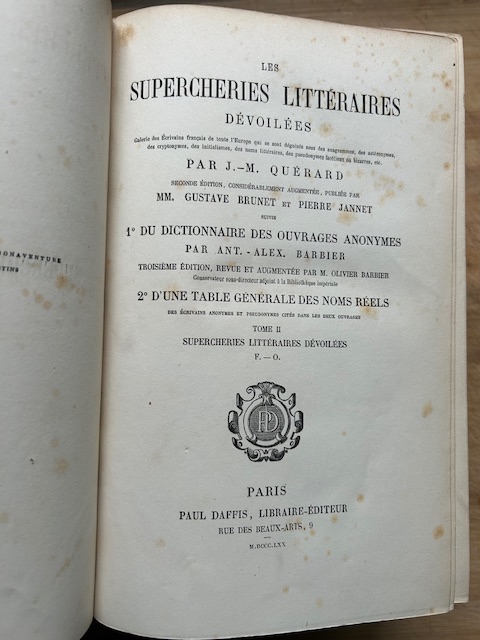 BONAVENTURE
STINS
LES
SUPERCHERIES LITTÉRAIRES
DÉVOILÉES
Galerie des Écrivains français de toute l'Europe qui se sont déguisés sous des anagrammes, des astéronymes,
des cryptonymes, des initialismes, des noms littéraires, des pseudonymes facétieux ou bizarres, etc.
PAR J.-M. QUÉRARD
SECONDE ÉDITION, CONSIDÉRABLEMENT AUGMENTÉE, PUBLIÉE PAR
MM. GUSTAVE BRUNET ET PIERRE JANNET
SUIVIE
1º DU DICTIONNAIRE DES OUVRAGES ANONYMES
PAR ANT.-ALEX. BARBIER
TROISIÈME ÉDITION, REVUE ET AUGMENTÉE PAR M. OLIVIER BARBIER
Conservateur sous-directeur adjoint à la Bibliothèque impériale
2º D'UNE TABLE GÉNÉRALE DES NOMS RÉELS
DES ÉCRIVAINS ANONYMES ET PSEUDONYMES CITÉS DANS LES DEUX OUVRAGES
TOME II
SUPERCHERIES LITTÉRAIRES DÉVOILÉES
F. — O.
PD
PARIS
PAUL DAFFIS, LIBRAIRE-ÉDITEUR
RUE DES BEAUX-ARTS, 9
M.DCCC.LXX